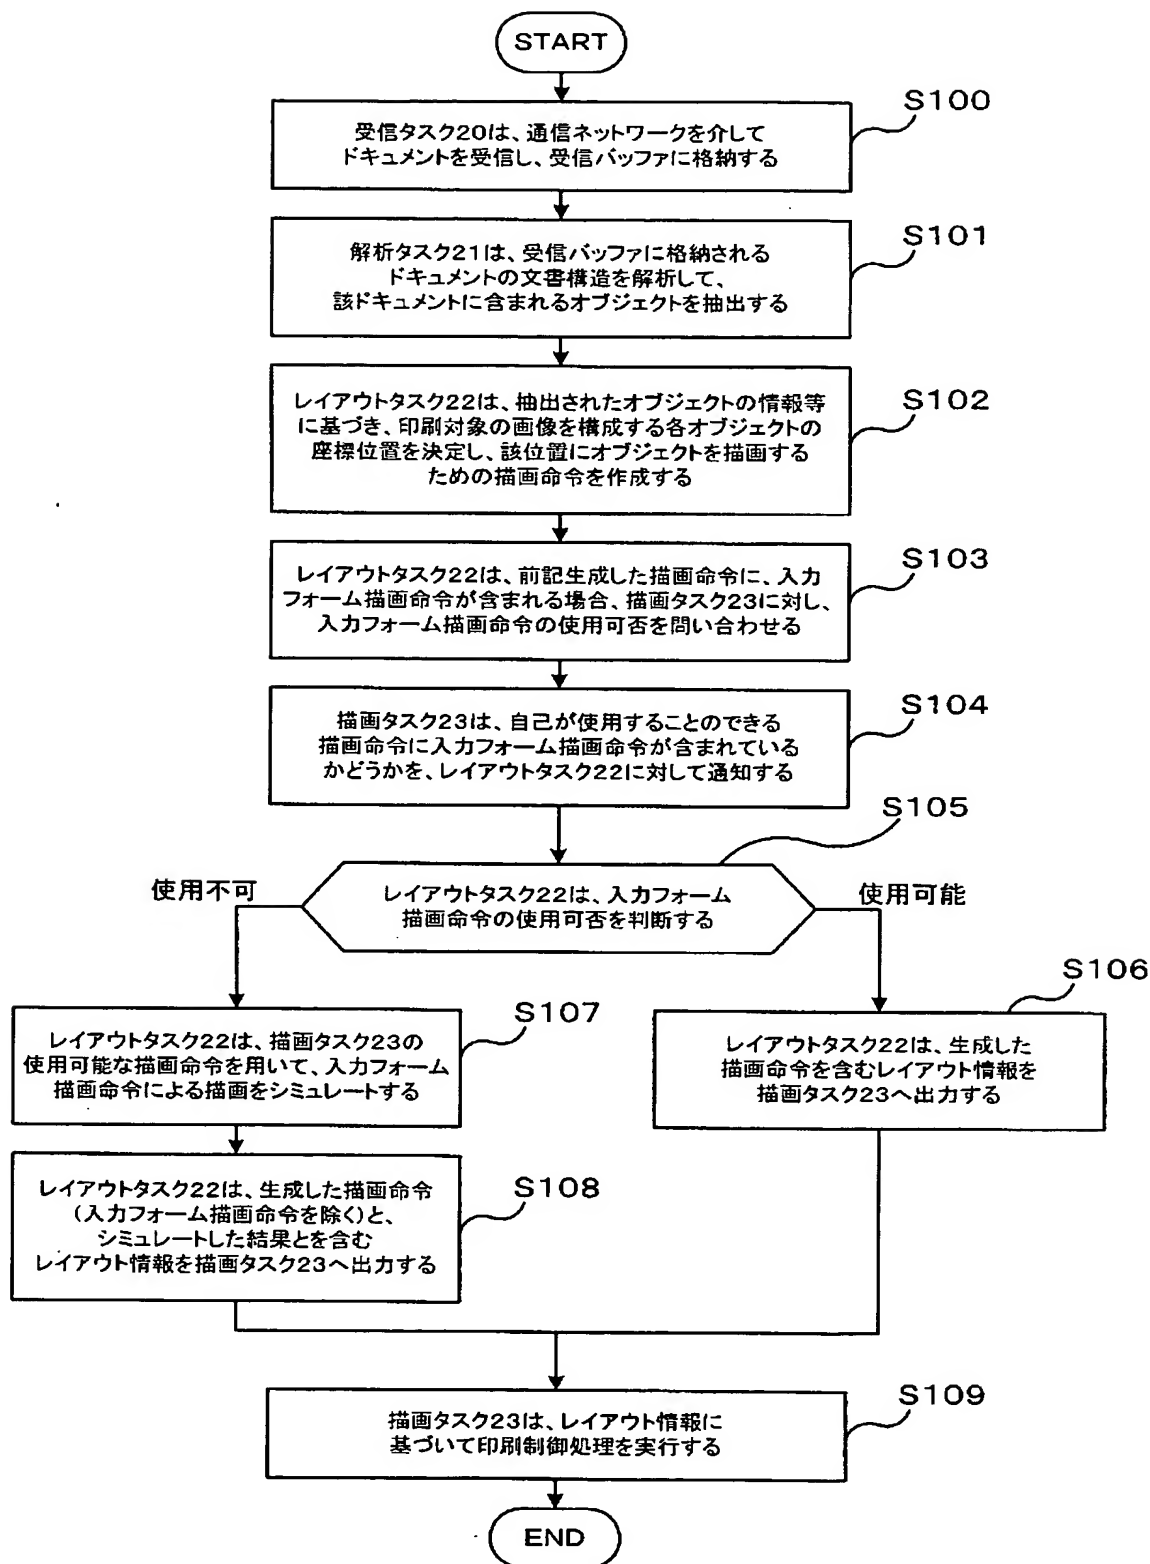 START
S100
受信タスク20は、通信ネットワークを介して
ドキュメントを受信し、受信バッファに格納する
S101
解析タスク21は、受信バッファに格納される
ドキュメントの文書構造を解析して、
該ドキュメントに含まれるオブジェクトを抽出する
S102
レイアウトタスク22は、抽出されたオブジェクトの情報等
に基づき、印刷対象の画像を構成する各オブジェクトの
座標位置を決定し、該位置にオブジェクトを描画する
ための描画命令を作成する
S103
レイアウトタスク22は、前記生成した描画命令に、入力
フォーム描画命令が含まれる場合、描画タスク23に対し、
入力フォーム描画命令の使用可否を問い合わせる
S104
描画タスク23は、自己が使用することのできる
描画命令に入力フォーム描画命令が含まれている
かどうかを、レイアウトタスク22に対して通知する
S105
使用不可
レイアウトタスク22は、入力フォーム
描画命令の使用可否を判断する
使用可能
S106
レイアウトタスク22は、生成した
描画命令を含むレイアウト情報を
描画タスク23へ出力する
S107
レイアウトタスク22は、描画タスク23の
使用可能な描画命令を用いて、入力フォーム
描画命令による描画をシミュレートする
S108
レイアウトタスク22は、生成した描画命令
(入力フォーム描画命令を除く)と、
シミュレートした結果とを含む
レイアウト情報を描画タスク23へ出力する
S109
描画タスク23は、レイアウト情報に
基づいて印刷制御処理を実行する
END